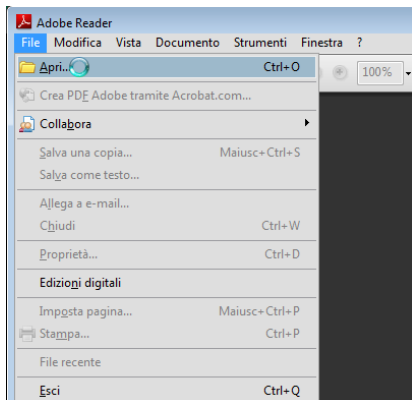 Adobe Reader
File Modifica Vista Documento Strumenti Finestra ?
Apri... Ctrl+O
100%
Crea PDF Adobe tramite Acrobat.com...
Collabora
Salva una copia... Maiusc+Ctrl+S
Salva come testo...
Allega a e-mail...
Chiudi Ctrl+W
Proprietà... Ctrl+D
Edizioni digitali
Imposta pagina... Maiusc+Ctrl+P
Stampa... Ctrl+P
File recente
Esci Ctrl+Q